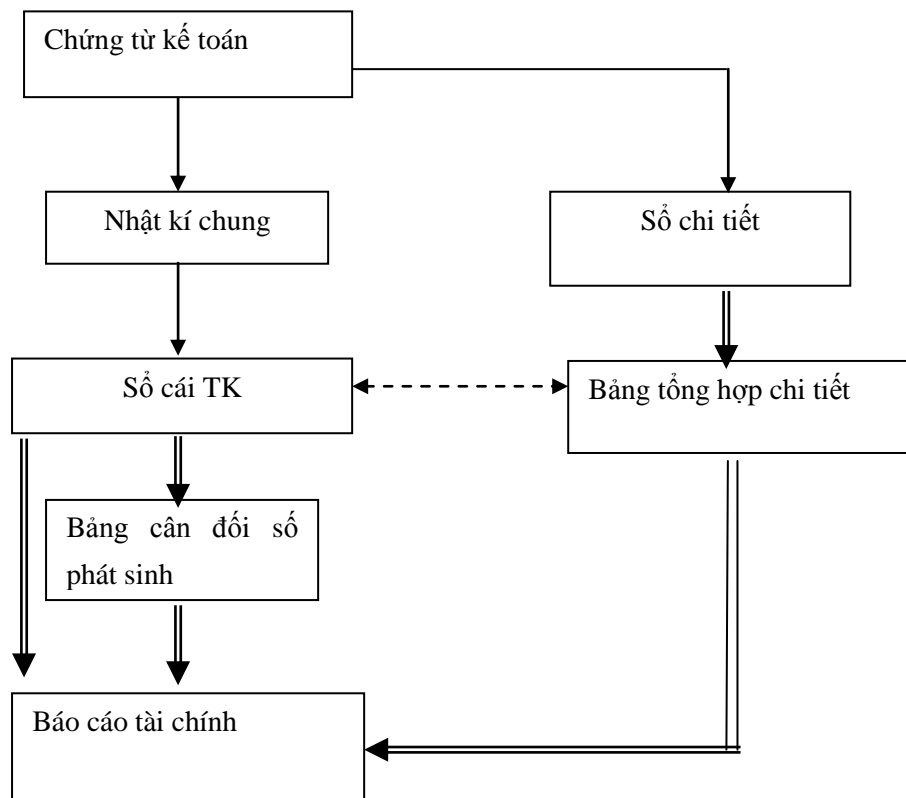 Chứng từ kế toán
Nhật kí chung
Sổ chi tiết
Sổ cái TK
Bảng tổng hợp chi tiết
Bảng cân đối số
phát sinh
Báo cáo tài chính